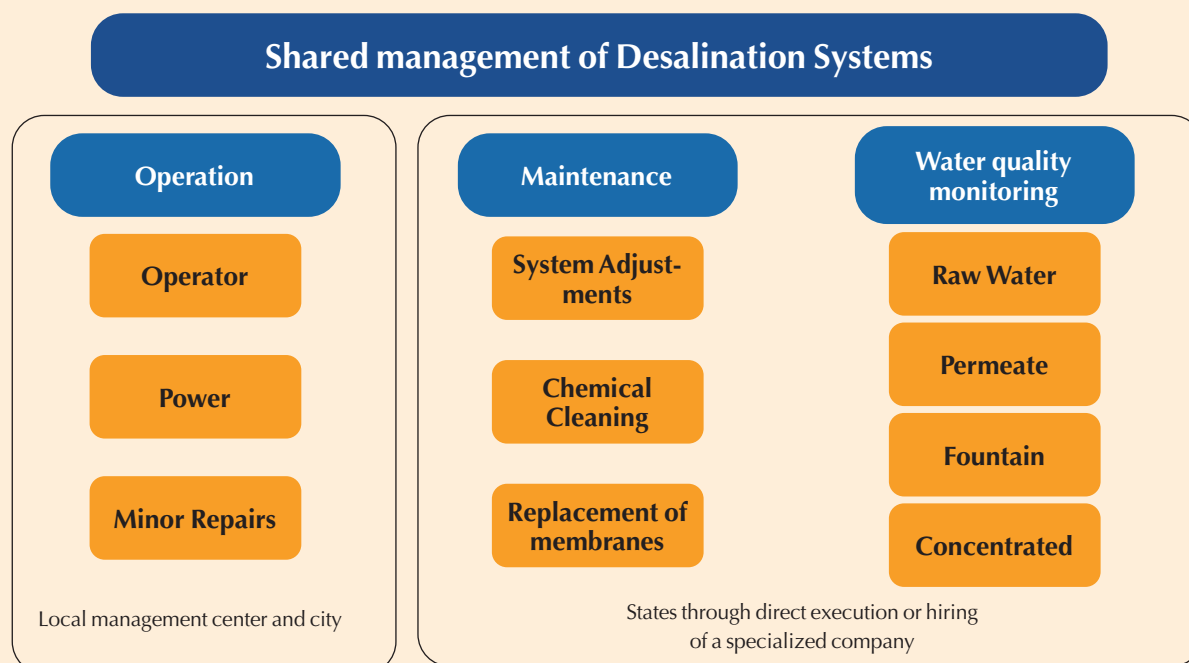 Shared management of Desalination Systems
Operation
Operator
Power
Minor Repairs
Local management center and city
Maintenance
System Adjust-
ments
Chemical
Cleaning
Replacement of
membranes
Water quality
monitoring
Raw Water
Permeate
Fountain
Concentrated
States through direct execution or hiring
of a specialized company